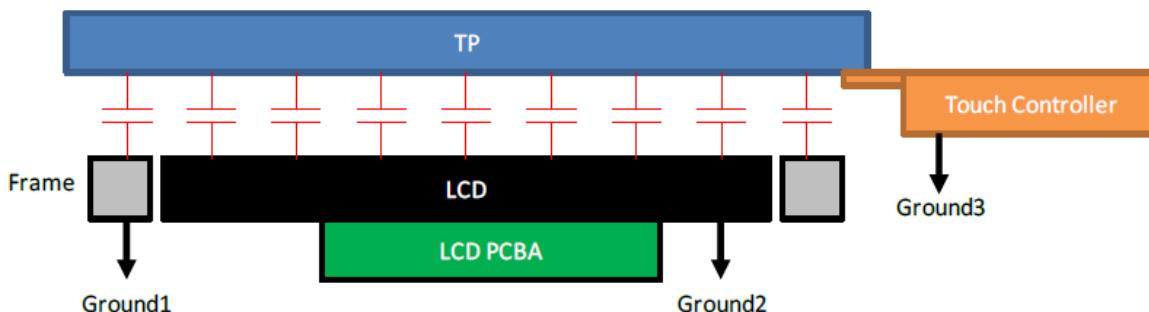 TP
Touch Controller
Frame
LCD
Ground3
LCD PCBA
Ground1
Ground2